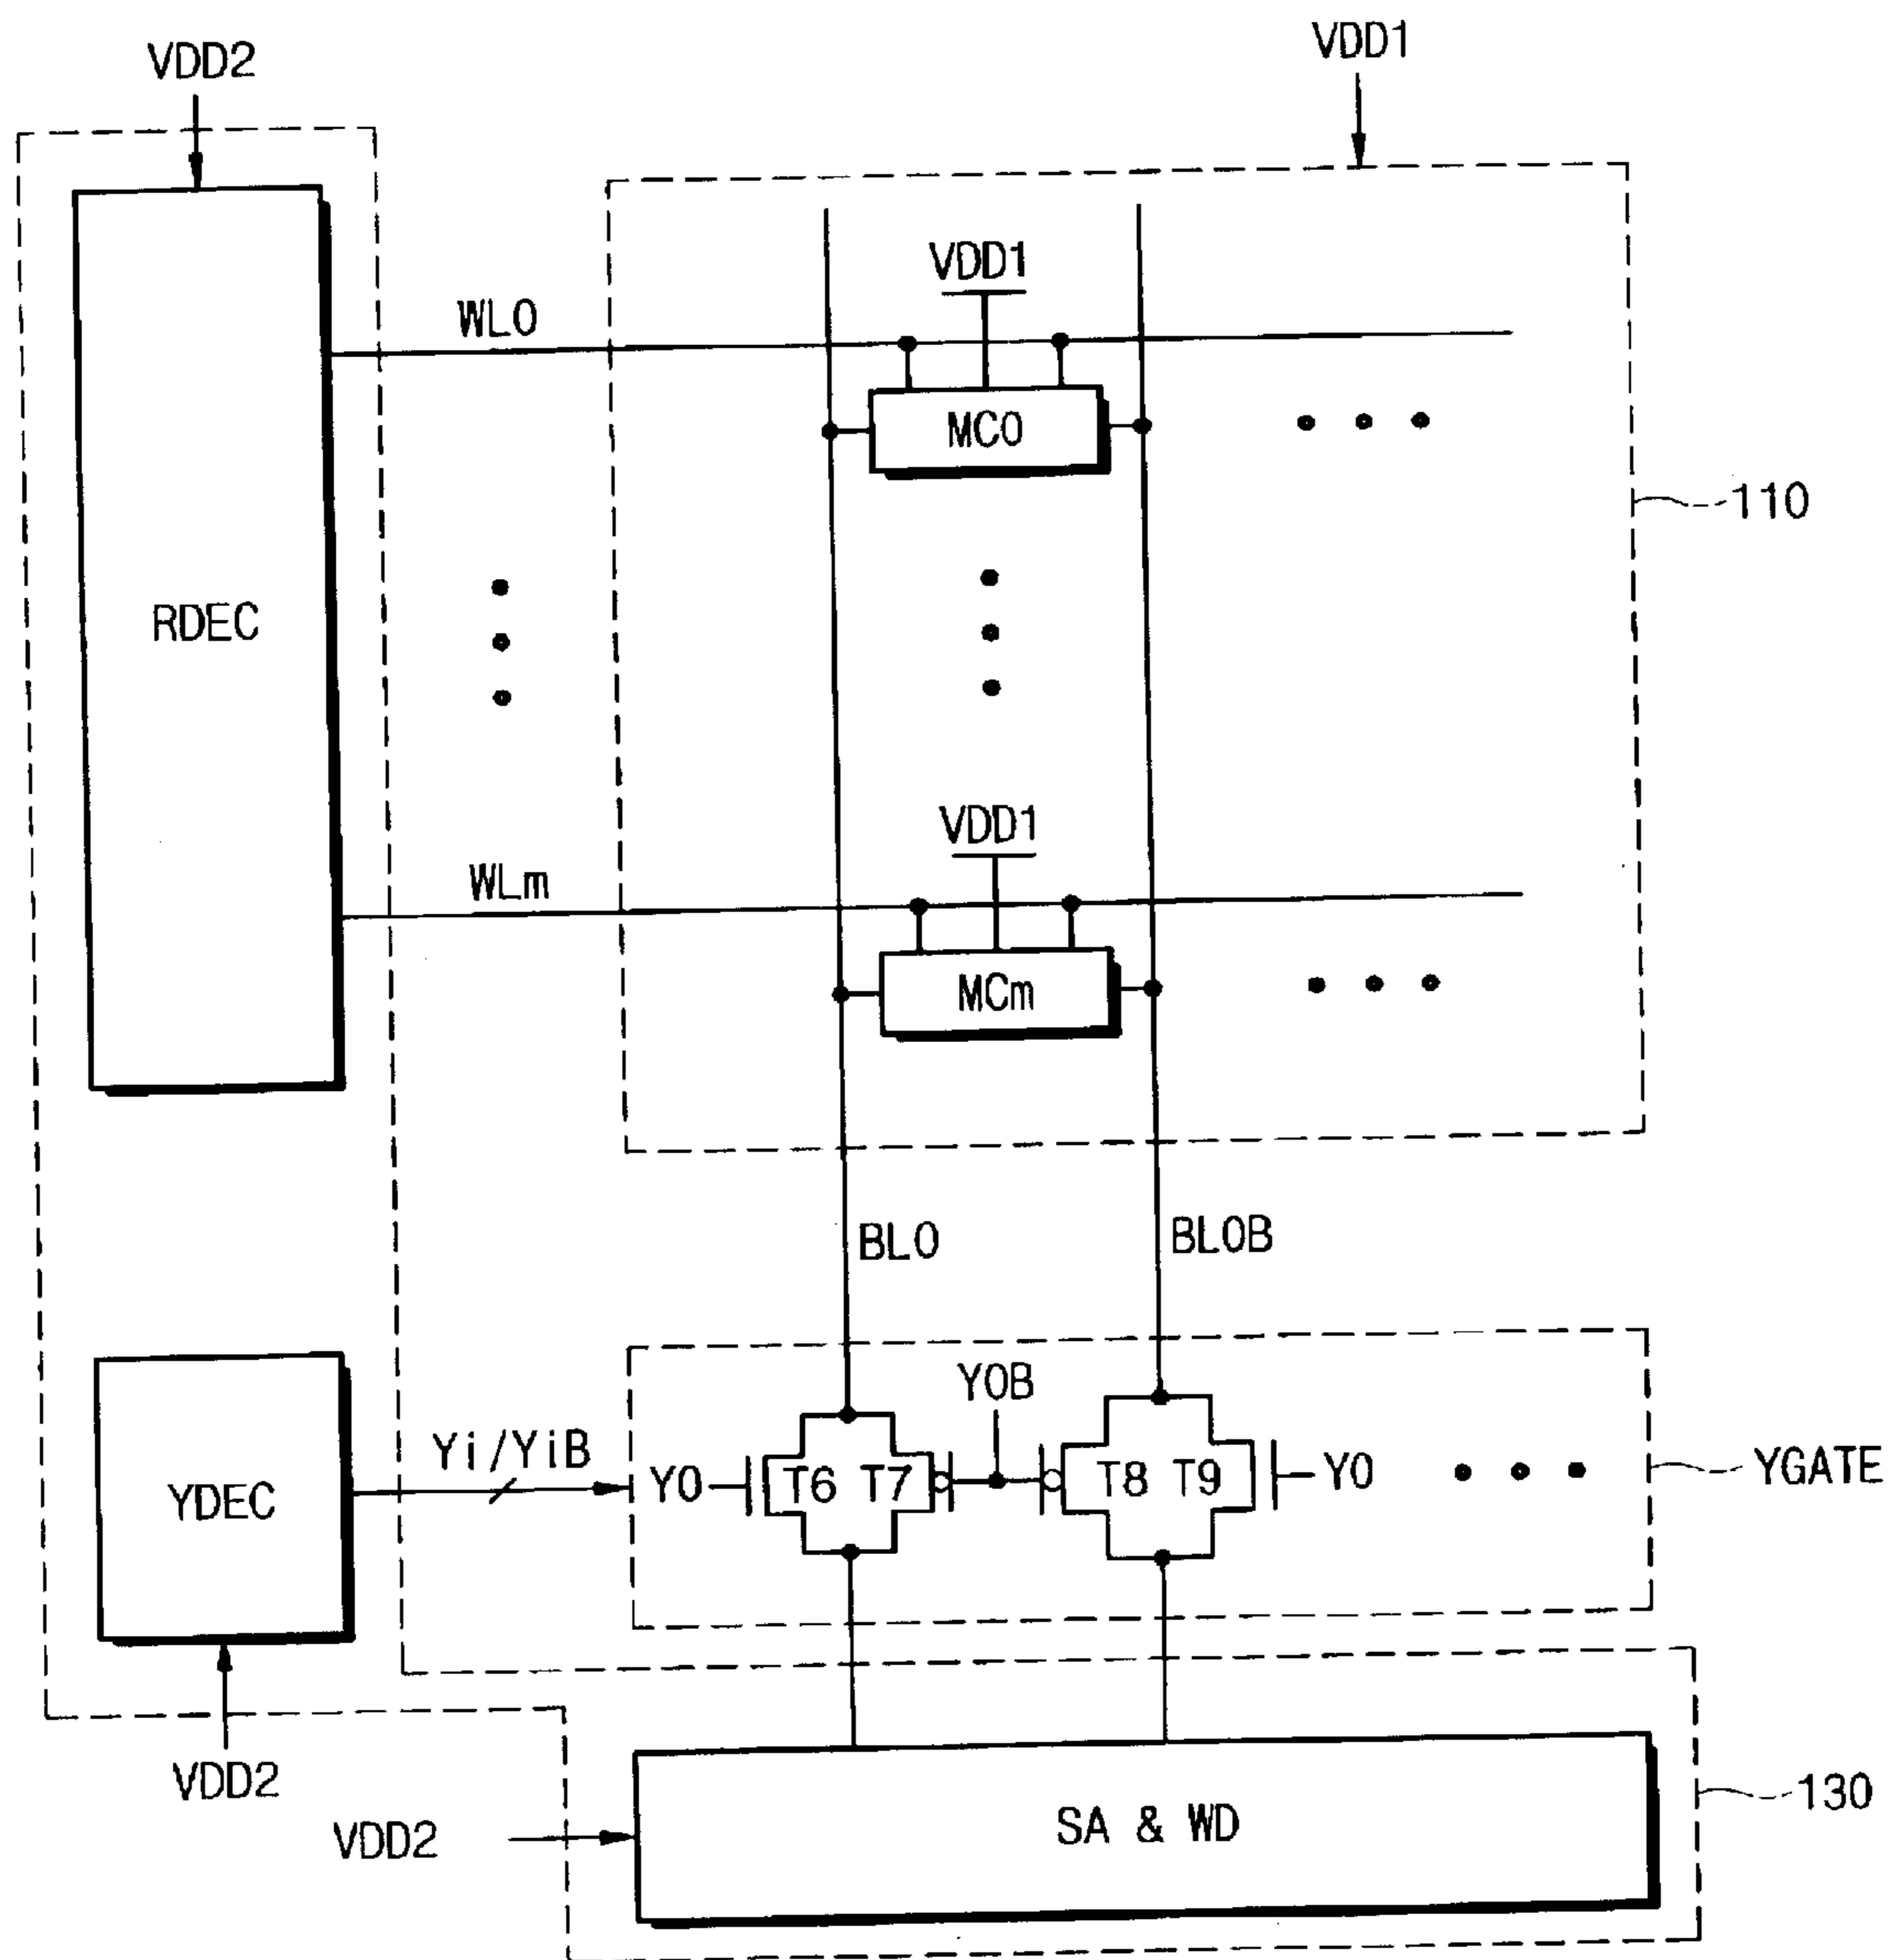 VDD2
VDD1
VDD1
WL0
MC0
110
RDEC
VDD1
WLm
MCm
BL0
BL0B
Y0B
Yi/YiB
Y0
T6
T7
T8
T9
Y0
YGATE
YDEC
VDD2
130
SA & WD
VDD2